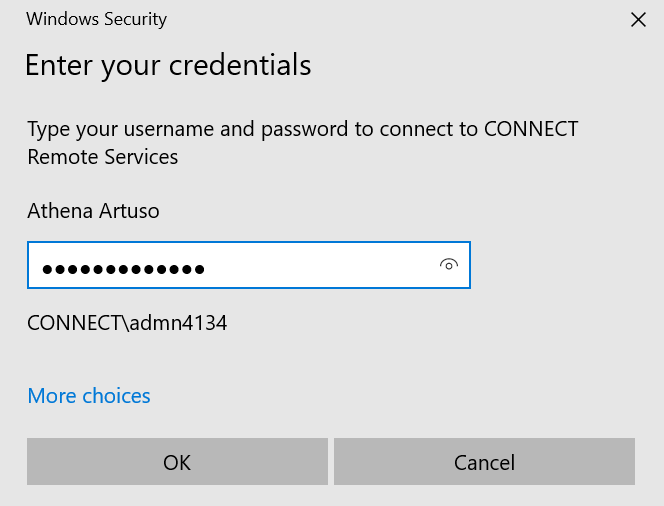 Windows Security
Enter your credentials
Type your username and password to connect to CONNECT
Remote Services
Athena Artuso
●●●●●●●●●●●●●
CONNECT\admn4134
More choices
OK
Cancel